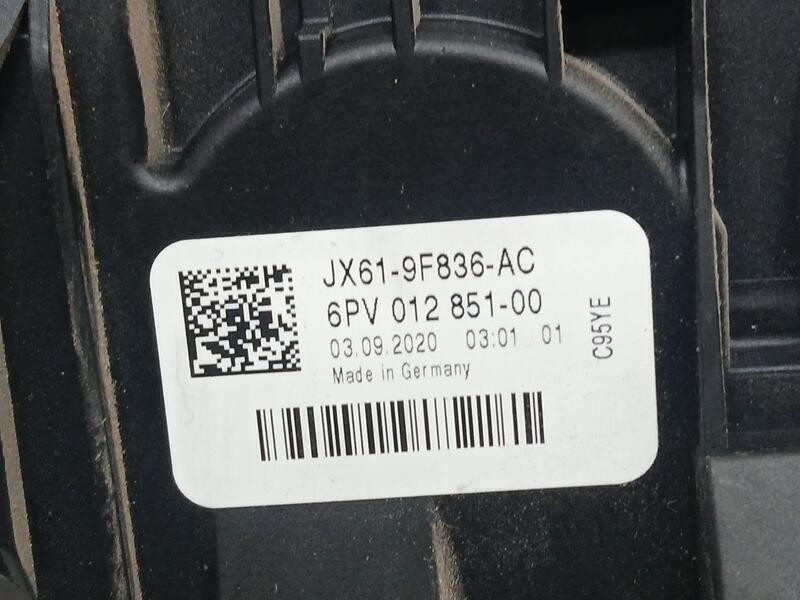 JX61-9F836-AC
6PV 012 851-00
03.09.2020 03:01 01
Made in Germany
C95YE